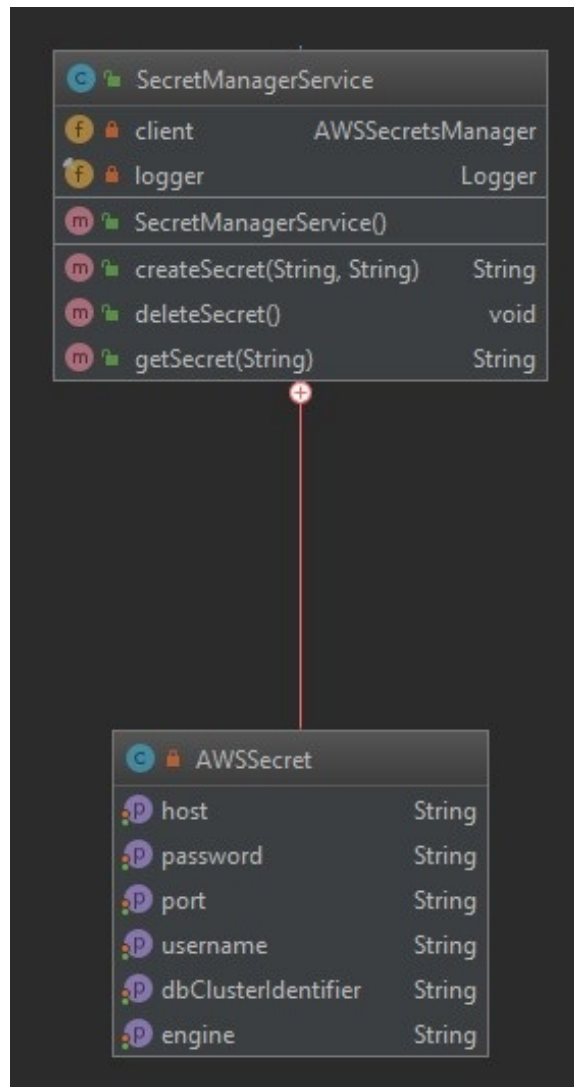 SecretManagerService
client AWSSecretsManager
logger Logger
SecretManagerService()
createSecret(String, String) String
deleteSecret() void
getSecret(String) String
AWSSecret
host String
password String
port String
username String
dbClusterIdentifier String
engine String